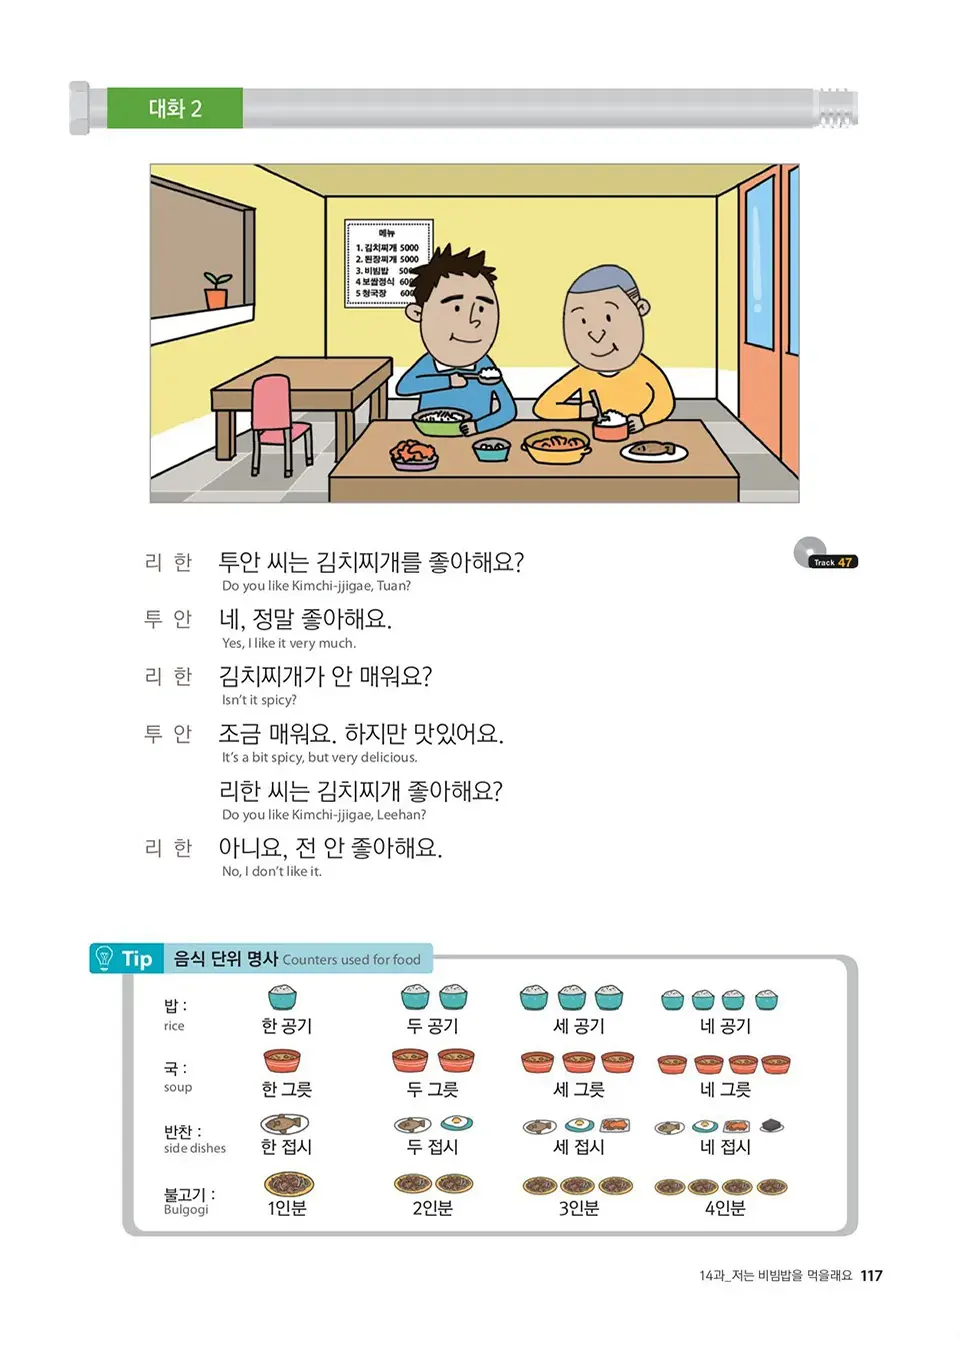 대화 2
메뉴
1. 김치찌개 5000
2. 된장찌개 5000
3. 비빔밥 500
4 보쌈정식 600
5 청국장 600
리 한 투안 씨는 김치찌개를 좋아해요?
Do you like Kimchi-jjigae, Tuan?
Track 47
투 안 네, 정말 좋아해요.
Yes, I like it very much.
리 한 김치찌개가 안 매워요?
Isn't it spicy?
투 안 조금 매워요. 하지만 맛있어요.
It's a bit spicy, but very delicious.
리한 씨는 김치찌개 좋아해요?
Do you like Kimchi-jjigae, Leehan?
리 한 아니요, 전 안 좋아해요.
No, I don't like it.
Tip 음식 단위 명사 Counters used for food
밥 :
rice
한 공기 두 공기 세 공기 네 공기
국 :
soup
한 그릇 두 그릇 세 그릇 네 그릇
반찬 :
side dishes
한 접시 두 접시 세 접시 네 접시
불고기 :
Bulgogi
1인분 2인분 3인분 4인분
14과_저는 비빔밥을 먹을래요 117